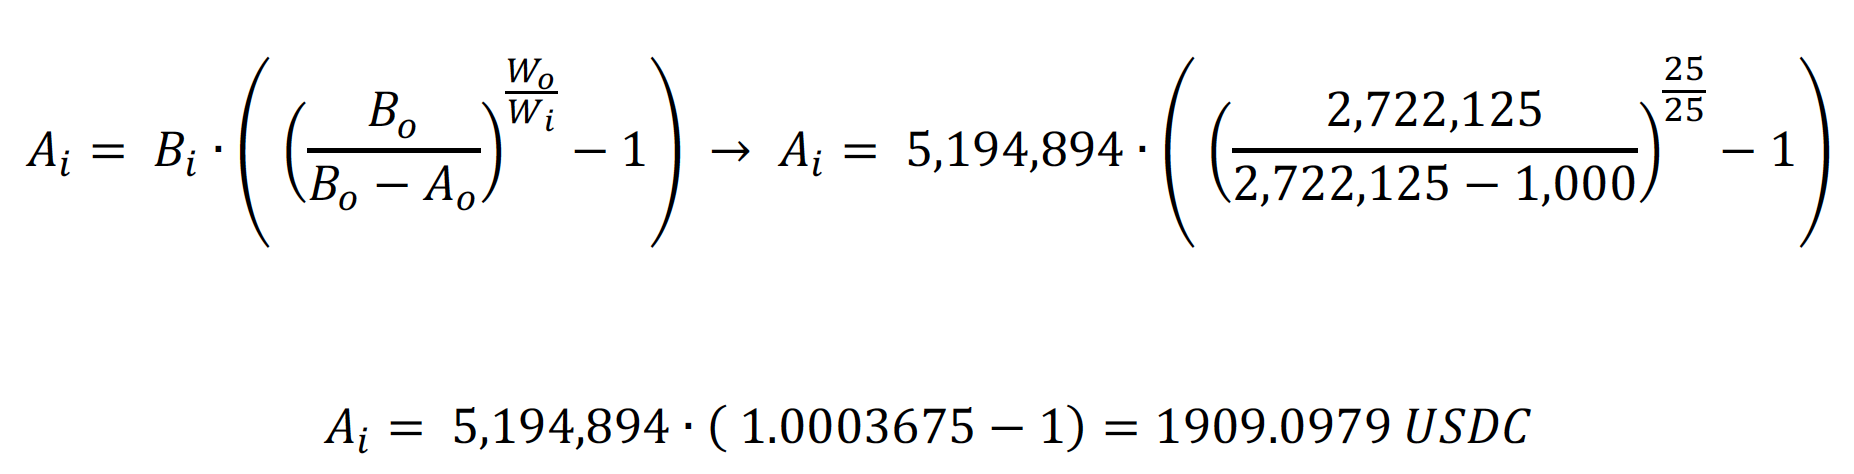 A_i = B_i · ( ( B_o / (B_o − A_o) )^(W_o / W_i) − 1 ) → A_i = 5,194,894 · ( ( 2,722,125 / (2,722,125 − 1,000) )^(25 / 25) − 1 )
A_i = 5,194,894 · ( 1.0003675 − 1) = 1909.0979 USDC